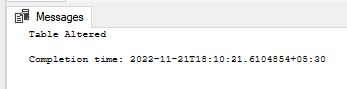 Messages
Table Altered
Completion time: 2022-11-21T18:10:21.6104854+05:30